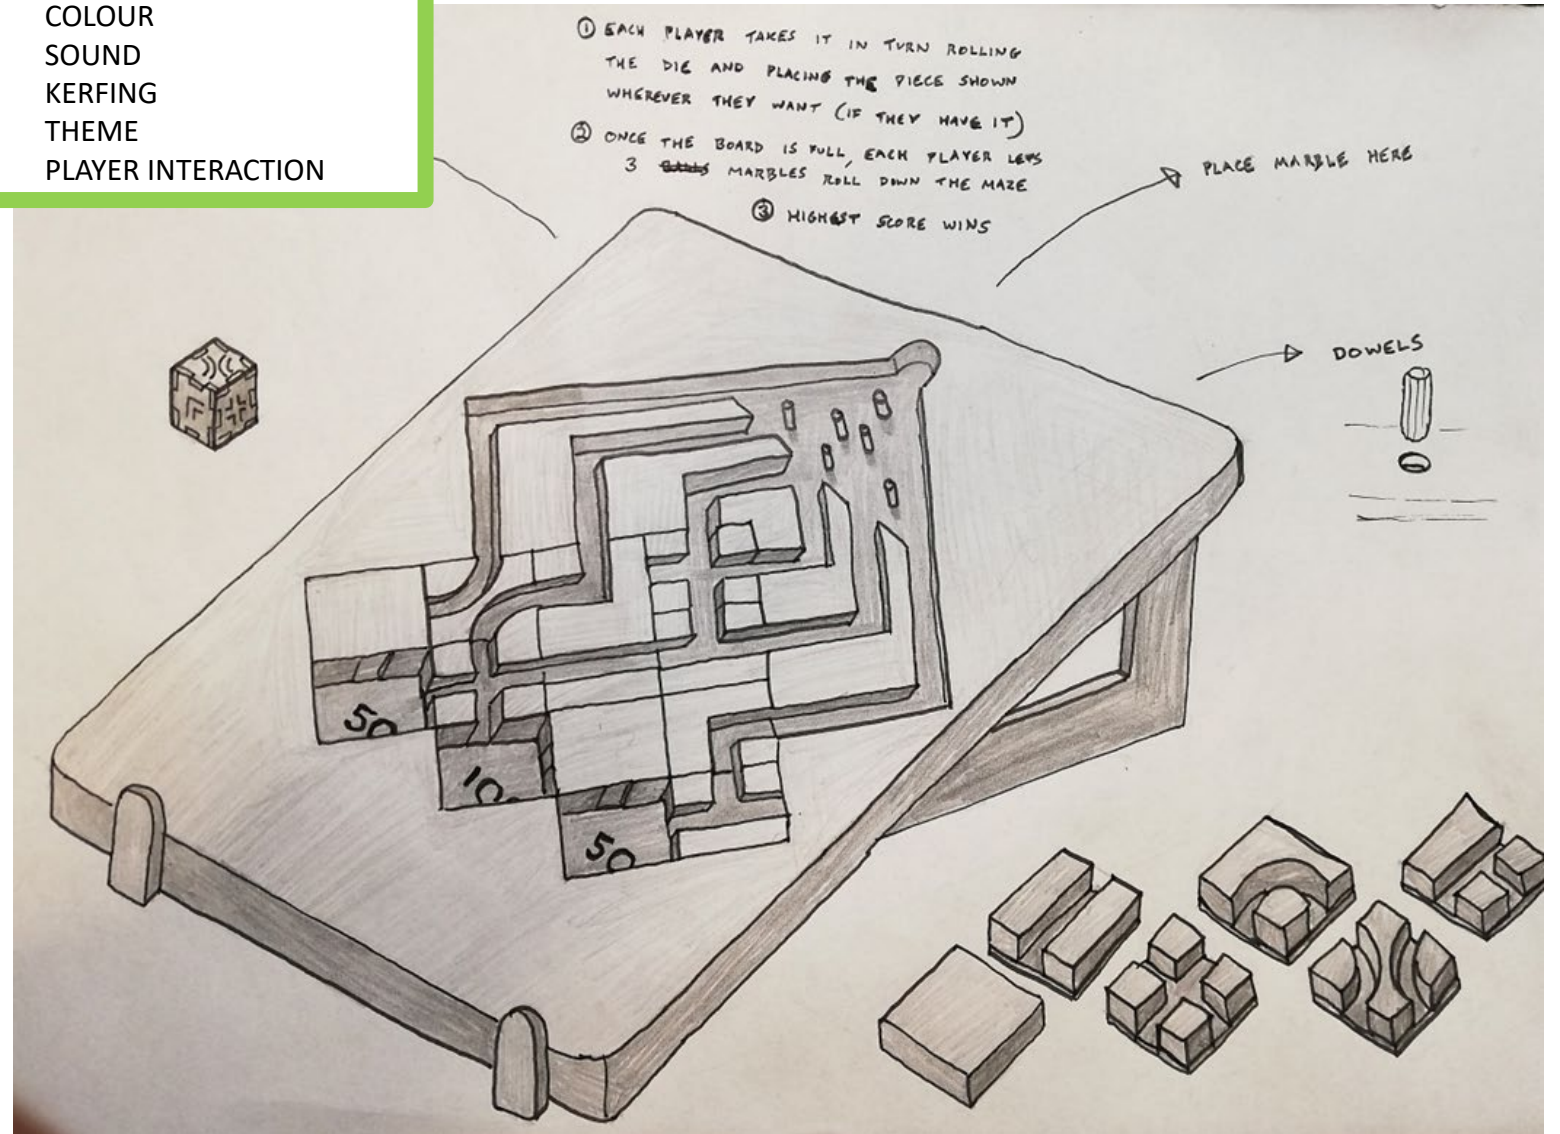 COLOUR
SOUND
KERFING
THEME
PLAYER INTERACTION
① EACH PLAYER TAKES IT IN TURN ROLLING
THE DIE AND PLACING THE PIECE SHOWN
WHEREVER THEY WANT (IF THEY HAVE IT)
② ONCE THE BOARD IS FULL, EACH PLAYER LETS
3 MARBLES ROLL DOWN THE MAZE
③ HIGHEST SCORE WINS
PLACE MARBLE HERE
DOWELS
50
10
50